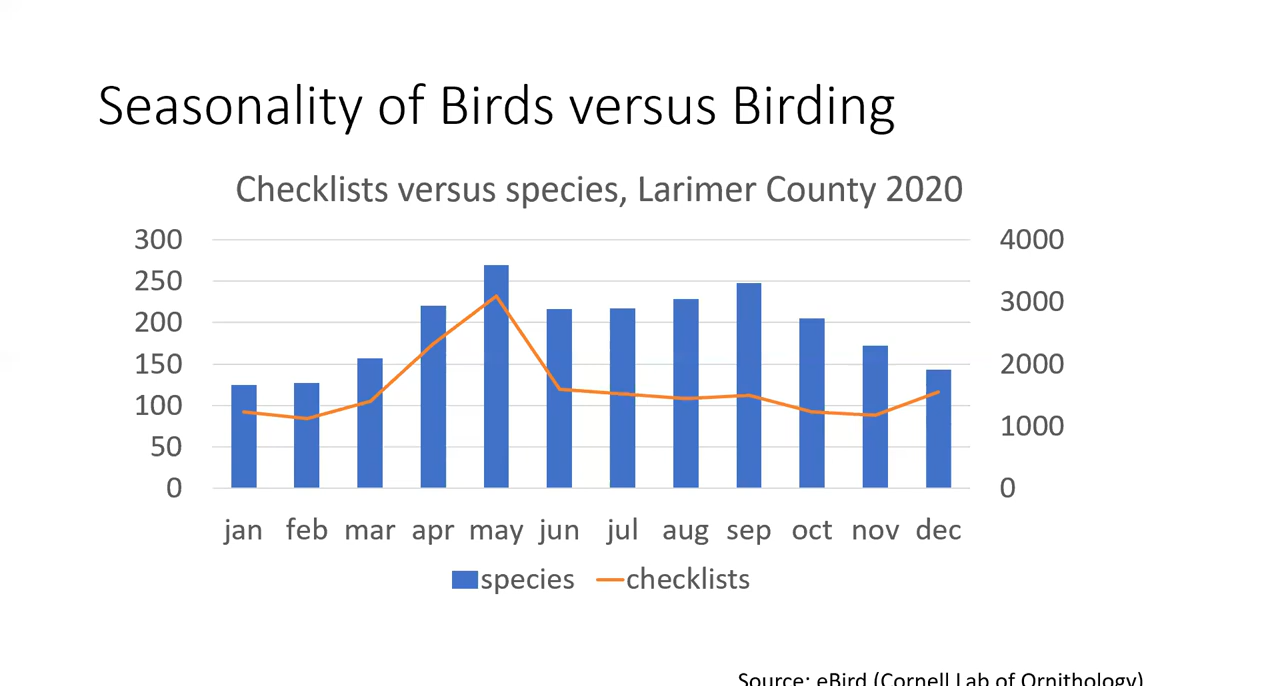 Seasonality of Birds versus Birding
Checklists versus species, Larimer County 2020
300
250
200
150
100
50
0
4000
3000
2000
1000
0
jan feb mar apr may jun jul aug sep oct nov dec
species checklists
Source: eBird (Cornell Lab of Ornithology)